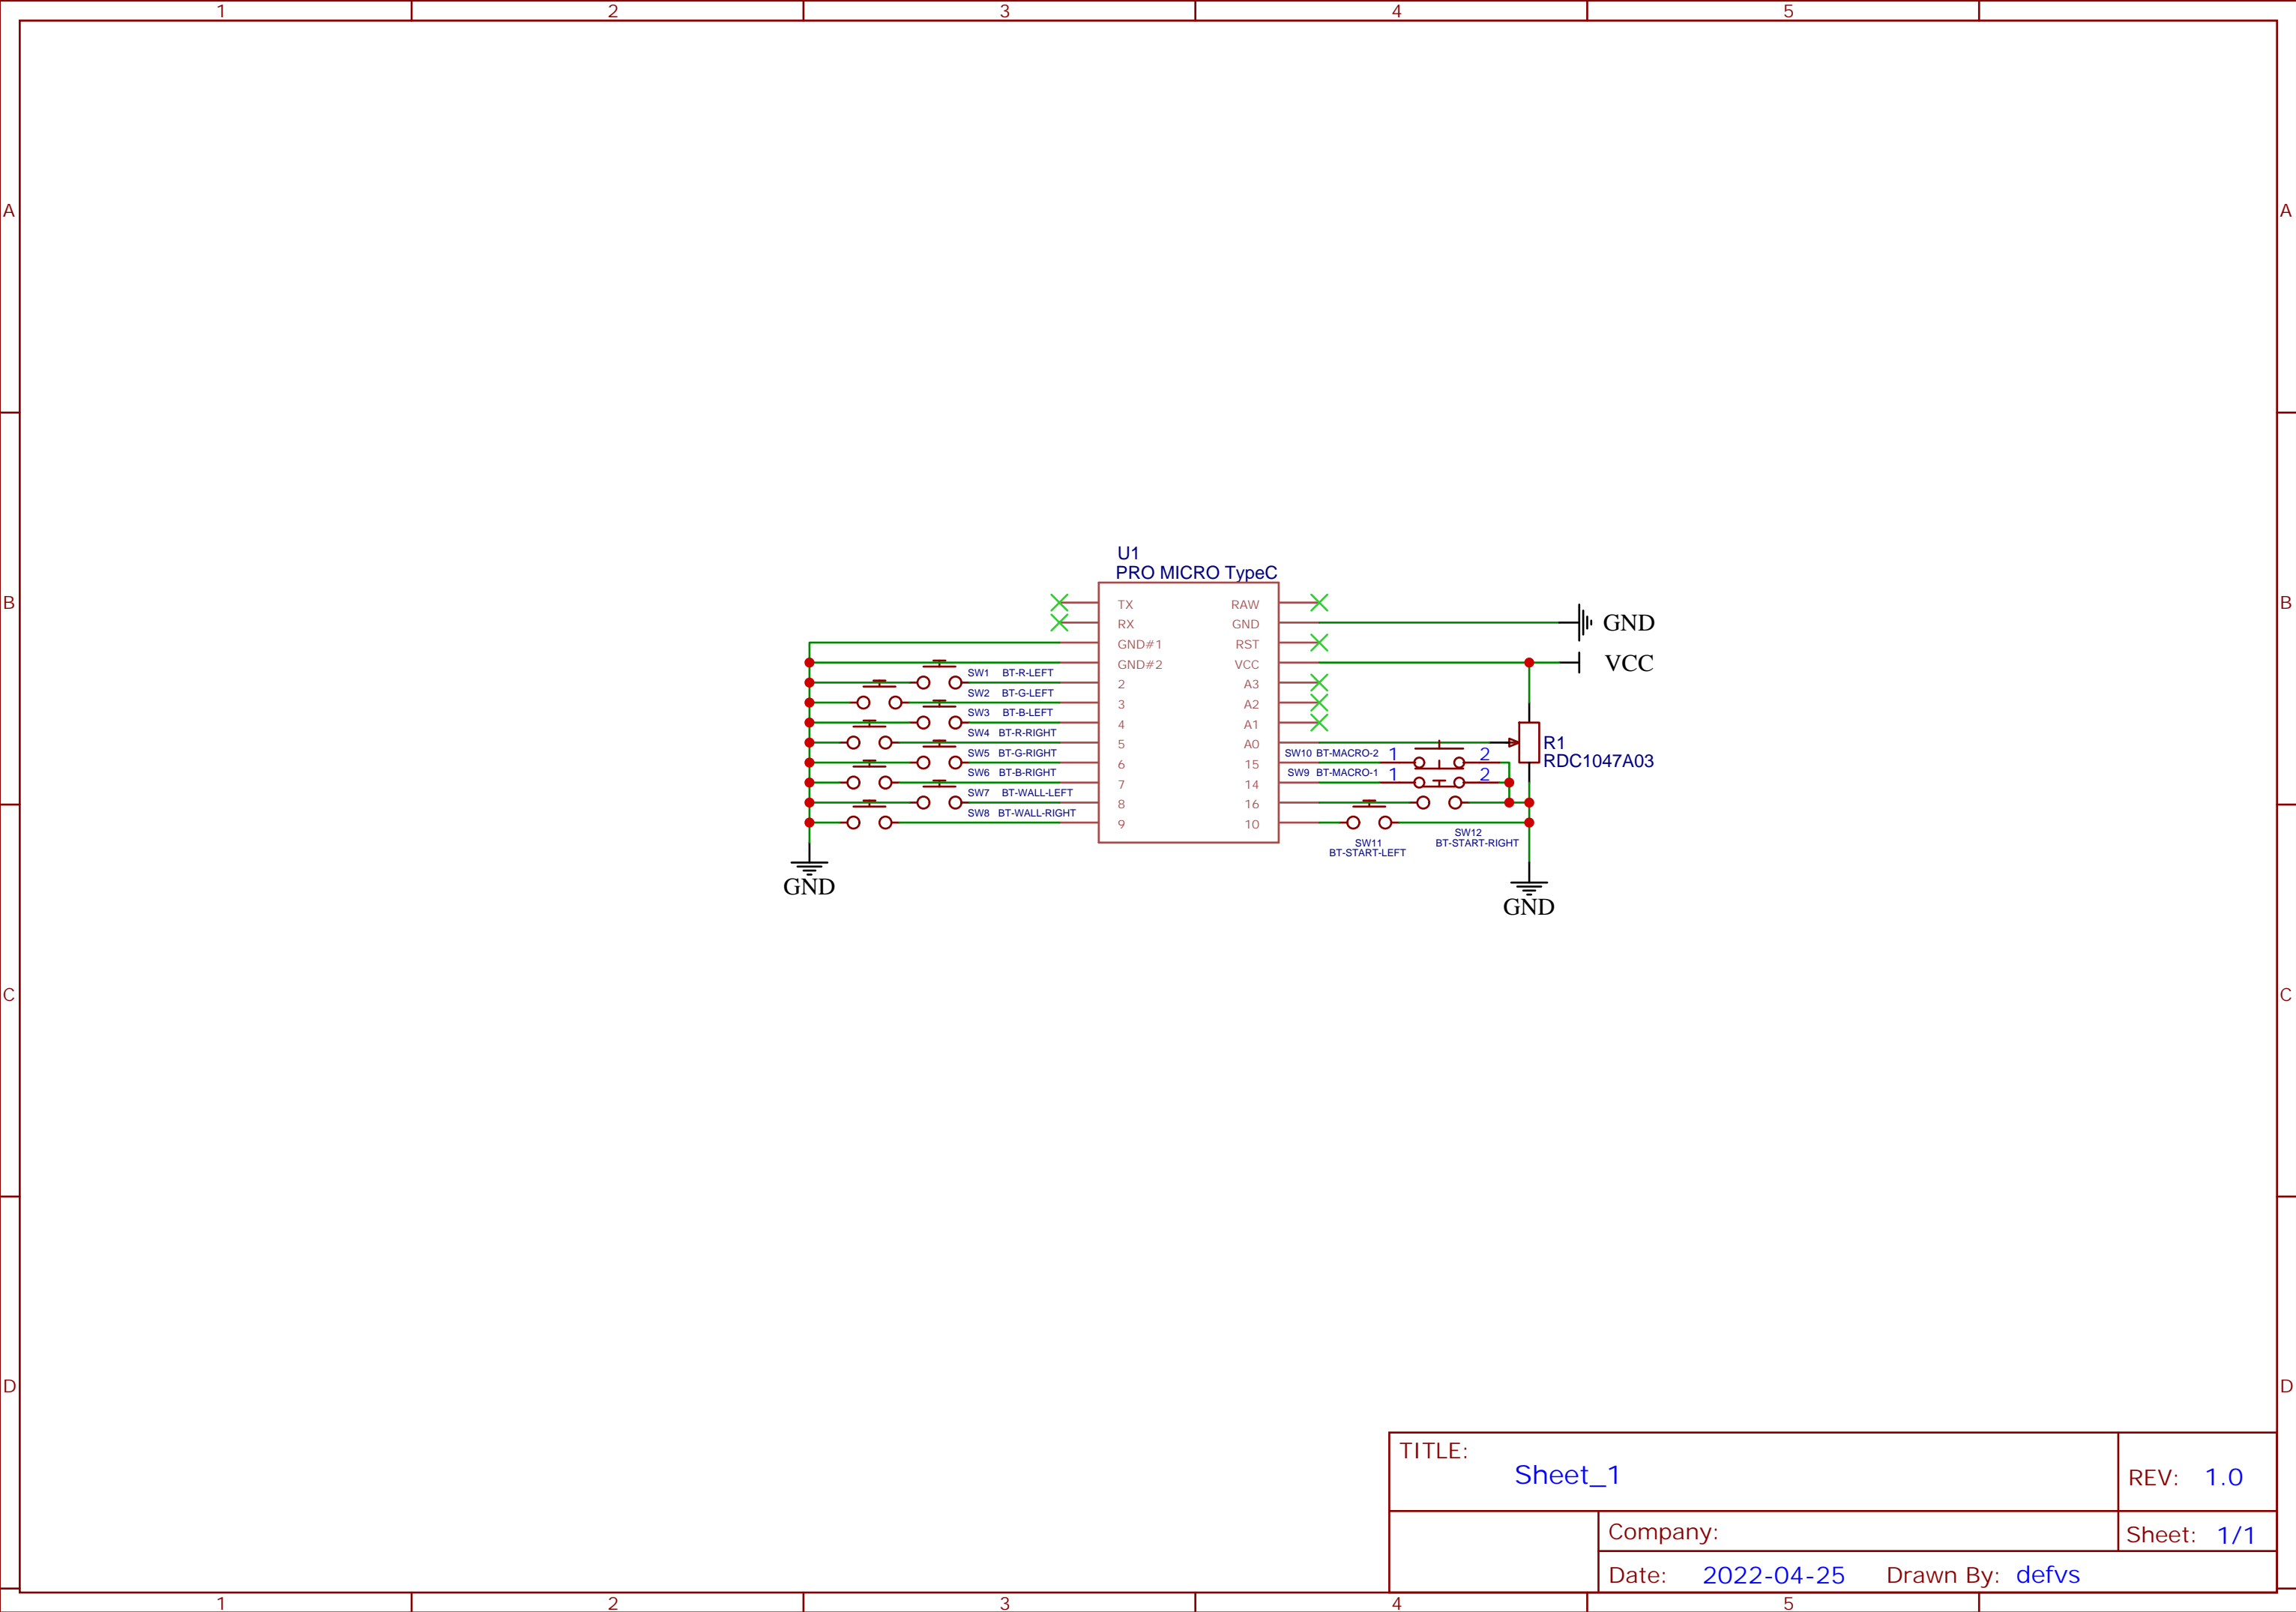 1 2 3 4 5
A A
B B
C C
D D
U1
PRO MICRO TypeC
TX RAW
RX GND
GND#1 RST
GND#2 VCC
2 A3
3 A2
4 A1
5 A0
6 15
7 14
8 16
9 10
SW1 BT-R-LEFT
SW2 BT-G-LEFT
SW3 BT-B-LEFT
SW4 BT-R-RIGHT
SW5 BT-G-RIGHT
SW6 BT-B-RIGHT
SW7 BT-WALL-LEFT
SW8 BT-WALL-RIGHT
GND
GND
VCC
R1
RDC1047A03
SW10 BT-MACRO-2 1 2
SW9 BT-MACRO-1 1 2
SW12
BT-START-RIGHT
SW11
BT-START-LEFT
GND
TITLE:
Sheet_1
REV: 1.0
Company:
Sheet: 1/1
Date: 2022-04-25 Drawn By: defvs
1 2 3 4 5